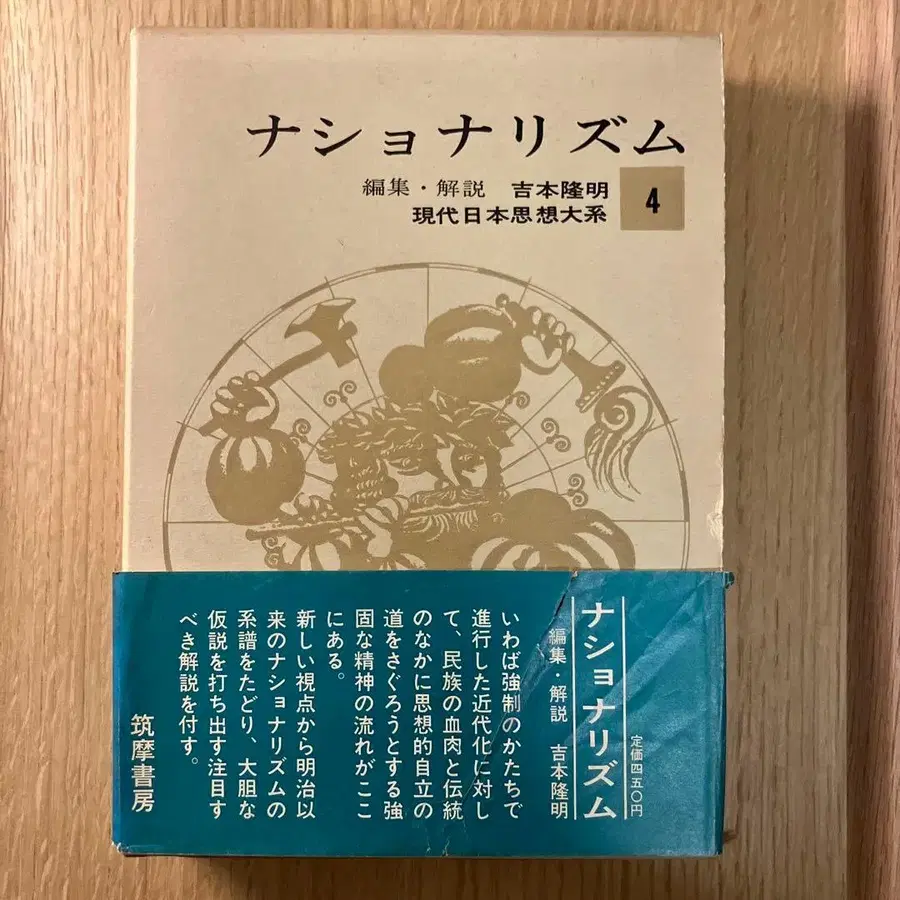 ナショナリズム
編集・解説 吉本隆明
現代日本思想大系
4
ナショナリズム
編集・解説 吉本隆明
定価四五〇円
いわば強制のかたちで
進行した近代化に対し
て、民族の血肉と伝統
のなかに思想的自立の
道をさぐろうとする強
固な精神の流れがここ
にある。
新しい視点から明治以
来のナショナリズムの
系譜をたどり、大胆な
仮説を打ち出す注目す
べき解説を付す。
筑摩書房